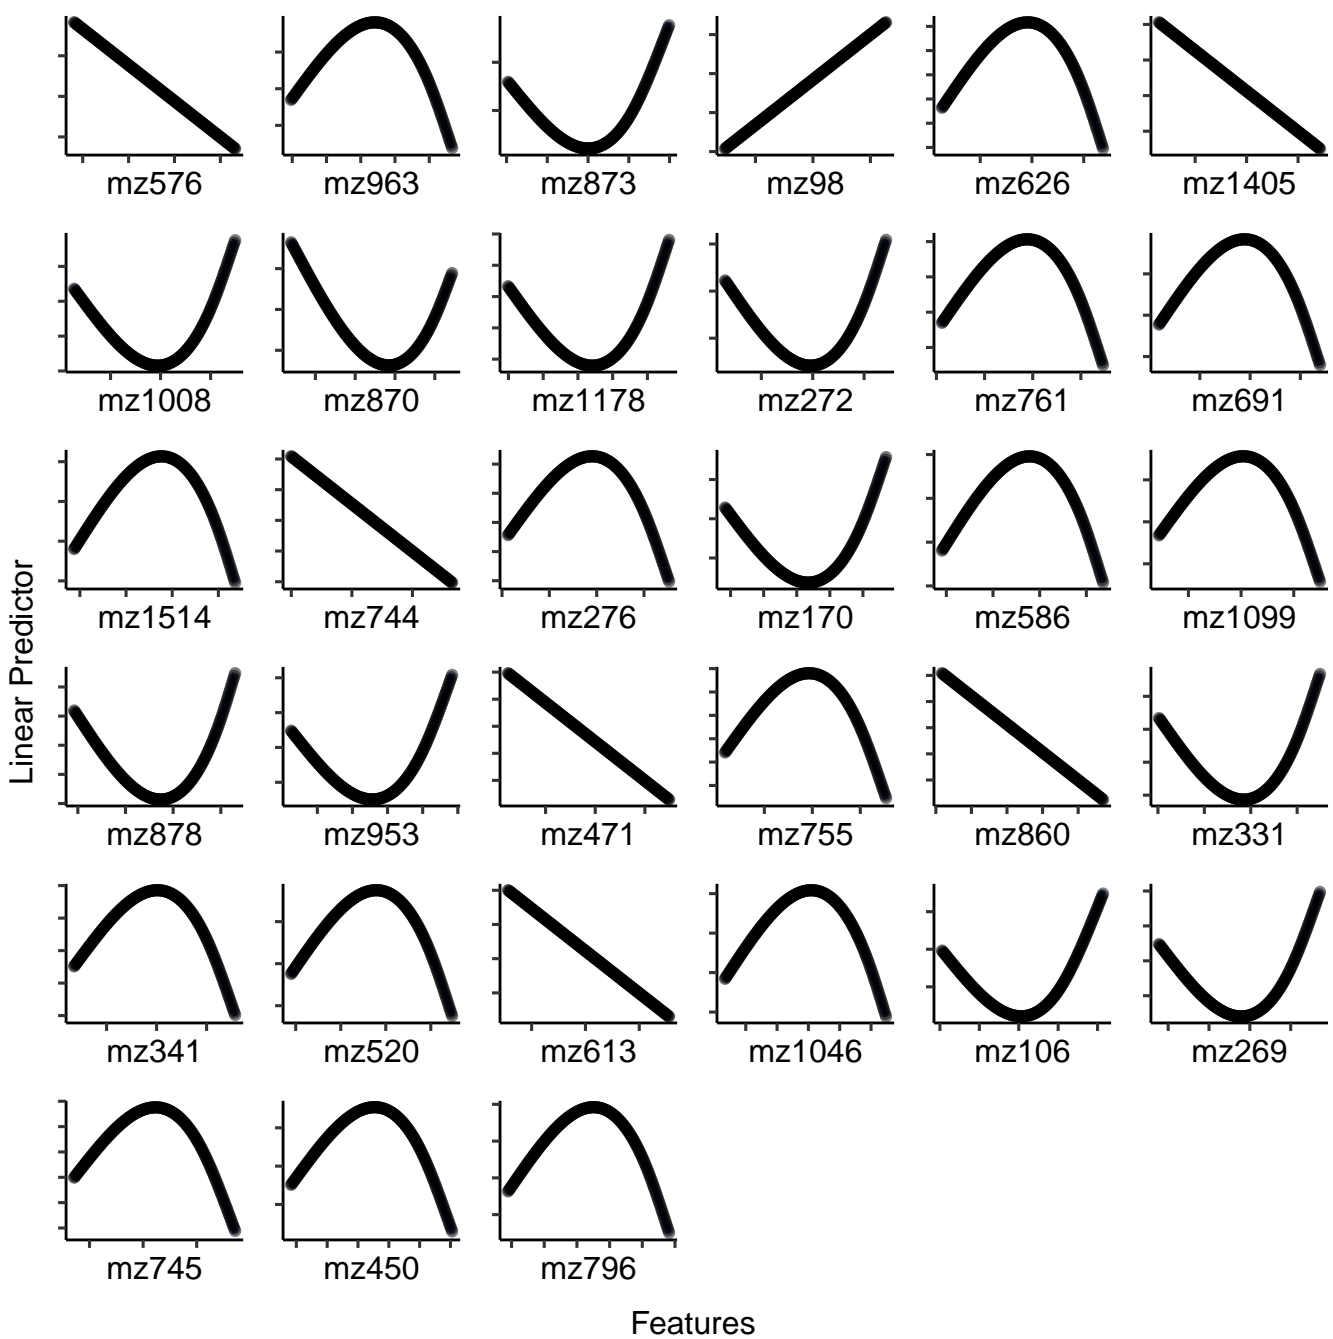 mz576 mz963 mz873 mz98 mz626 mz1405
mz1008 mz870 mz1178 mz272 mz761 mz691
mz1514 mz744 mz276 mz170 mz586 mz1099
Linear Predictor
mz878 mz953 mz471 mz755 mz860 mz331
mz341 mz520 mz613 mz1046 mz106 mz269
mz745 mz450 mz796
Features